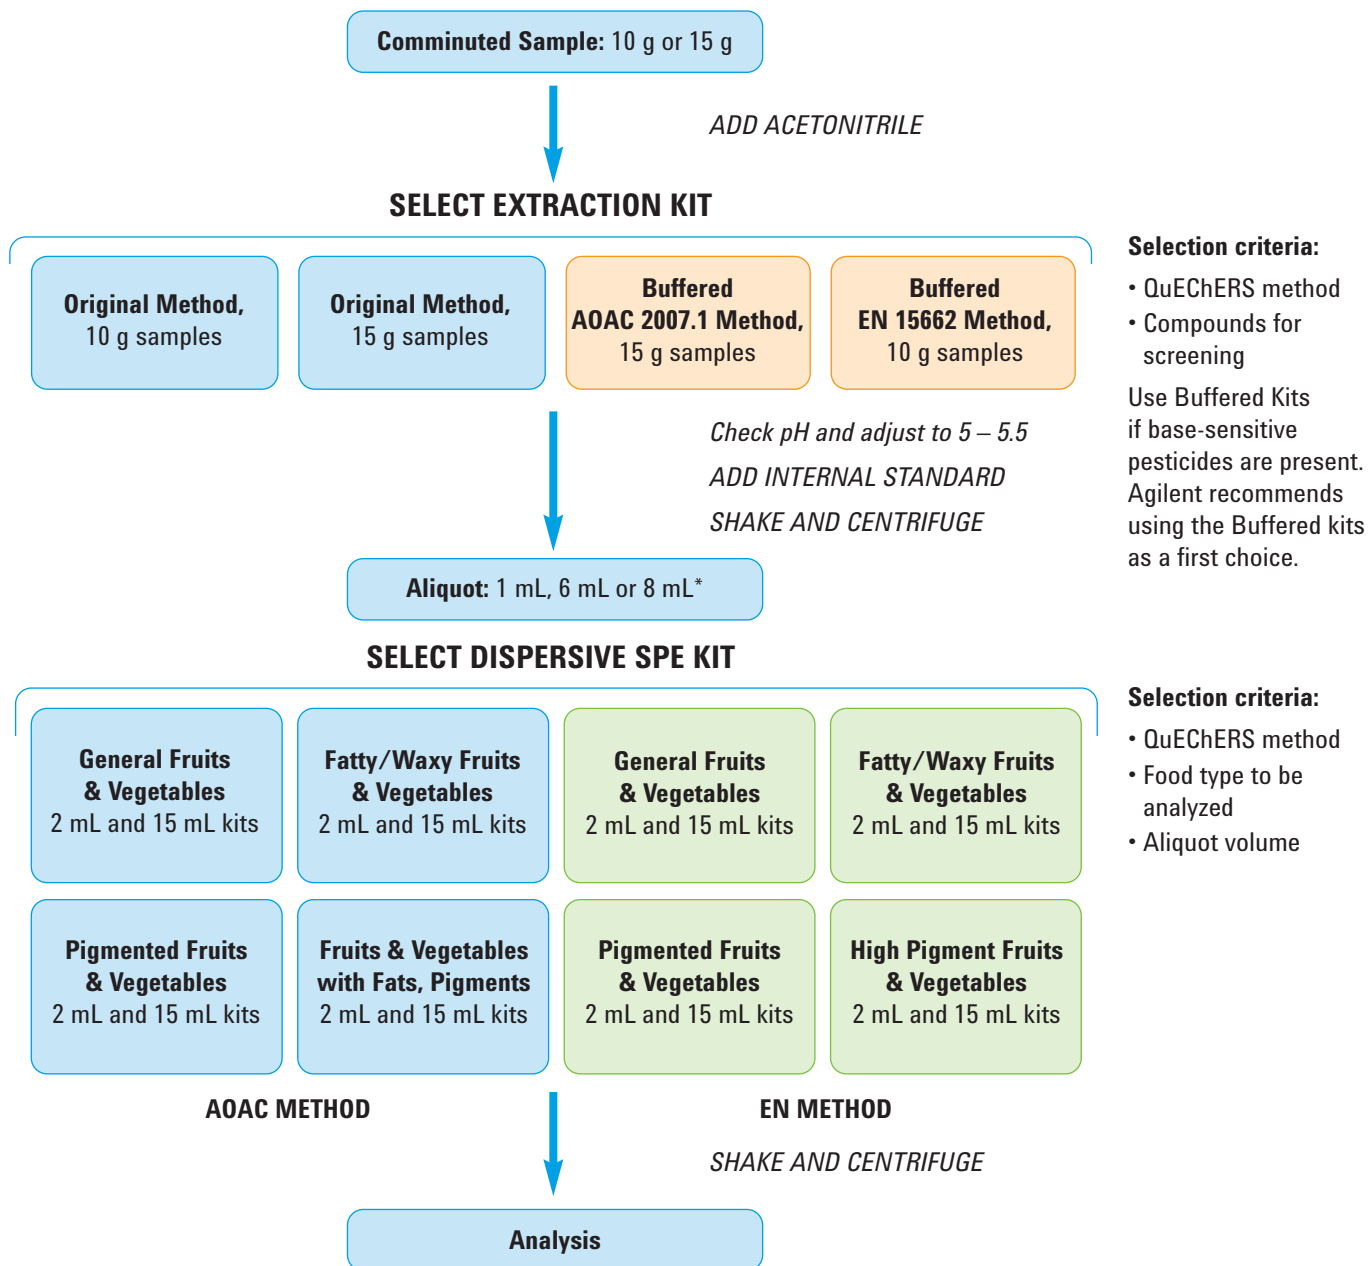 Comminuted Sample: 10 g or 15 g
ADD ACETONITRILE
SELECT EXTRACTION KIT
Original Method,
10 g samples
Original Method,
15 g samples
Buffered
AOAC 2007.1 Method,
15 g samples
Buffered
EN 15662 Method,
10 g samples
Selection criteria:
• QuEChERS method
• Compounds for
screening
Use Buffered Kits
if base-sensitive
pesticides are present.
Agilent recommends
using the Buffered kits
as a first choice.
Check pH and adjust to 5 – 5.5
ADD INTERNAL STANDARD
SHAKE AND CENTRIFUGE
Aliquot: 1 mL, 6 mL or 8 mL*
SELECT DISPERSIVE SPE KIT
General Fruits
& Vegetables
2 mL and 15 mL kits
Fatty/Waxy Fruits
& Vegetables
2 mL and 15 mL kits
General Fruits
& Vegetables
2 mL and 15 mL kits
Fatty/Waxy Fruits
& Vegetables
2 mL and 15 mL kits
Selection criteria:
• QuEChERS method
• Food type to be
analyzed
• Aliquot volume
Pigmented Fruits
& Vegetables
2 mL and 15 mL kits
Fruits & Vegetables
with Fats, Pigments
2 mL and 15 mL kits
Pigmented Fruits
& Vegetables
2 mL and 15 mL kits
High Pigment Fruits
& Vegetables
2 mL and 15 mL kits
AOAC METHOD
EN METHOD
SHAKE AND CENTRIFUGE
Analysis